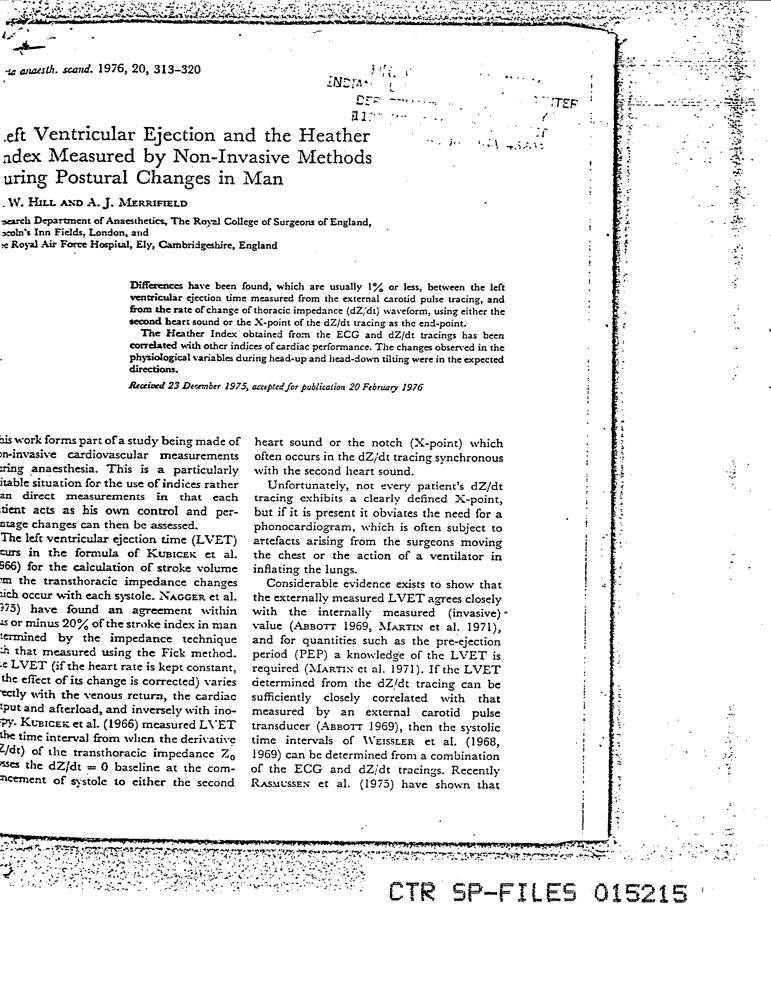 anaesth. scand. 1976, 20, 313–320
eft Ventricular Ejection and the Heather
ndex Measured by Non-Invasive Methods
uring Postural Changes in Man
. W. HILL AND A. J. MERRIFIELD
search Department of Anaesthetics, The Royal College of Surgeons of England,
coln's Inn Fields, London, and
e Royal Air Force Hospital, Ely, Cambridgeshire, England
Differences have been found, which are usually 1% or less, between the left
ventricular ejection time measured from the external carotid pulse tracing, and
from the rate of change of thoracic impedance (dZ/dt) waveform, using either the
second heart sound or the X-point of the dZ/dt tracing as the end-point.
The Heather Index obtained from the ECG and dZ/dt tracings has been
correlated with other indices of cardiac performance. The changes observed in the
physiological variables during head-up and head-down tilting were in the expected
directions.
Received 23 December 1975, accepted for publication 20 February 1976
his work forms part of a study being made of
on-invasive cardiovascular measurements
ring anaesthesia. This is a particularly
itable situation for the use of indices rather
an direct measurements in that each
tient acts as his own control and per-
ntage changes can then be assessed.
The left ventricular ejection time (LVET)
curs in the formula of KUBICEK et al.
966) for the calculation of stroke volume
m the transthoracic impedance changes
hich occur with each systole. NAGGER et al.
975) have found an agreement within
us or minus 20% of the stroke index in man
termined by the impedance technique
th that measured using the Fick method.
e LVET (if the heart rate is kept constant,
the effect of its change is corrected) varies
rectly with the venous return, the cardiac
tput and afterload, and inversely with ino-
py. KUBICEK et al. (1966) measured LVET
the time interval from when the derivative
Z/dt) of the transthoracic impedance Z₀
sses the dZ/dt = 0 baseline at the com-
ncement of systole to either the second
heart sound or the notch (X-point) which
often occurs in the dZ/dt tracing synchronous
with the second heart sound.
Unfortunately, not every patient's dZ/dt
tracing exhibits a clearly defined X-point,
but if it is present it obviates the need for a
phonocardiogram, which is often subject to
artefacts arising from the surgeons moving
the chest or the action of a ventilator in
inflating the lungs.
Considerable evidence exists to show that
the externally measured LVET agrees closely
with the internally measured (invasive)
value (ABBOTT 1969, MARTIN et al. 1971),
and for quantities such as the pre-ejection
period (PEP) a knowledge of the LVET is
required (MARTIN et al. 1971). If the LVET
determined from the dZ/dt tracing can be
sufficiently closely correlated with that
measured by an external carotid pulse
transducer (ABBOTT 1969), then the systolic
time intervals of WEISSLER et al. (1968,
1969) can be determined from a combination
of the ECG and dZ/dt tracings. Recently
RASMUSSEN et al. (1975) have shown that
CTR SP-FILES 015215